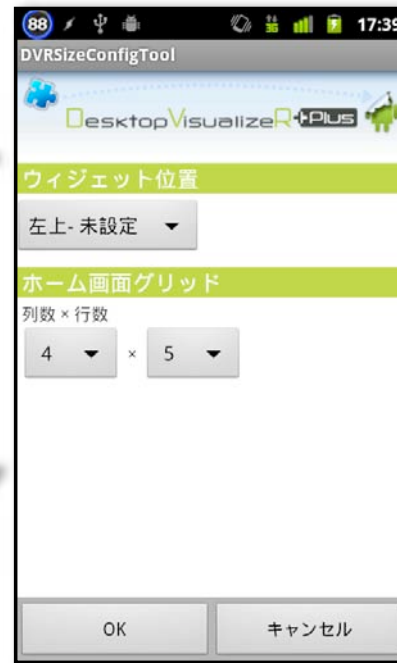 88 3G 17:39
DVRSizeConfigTool
DesktopVisualizeR+Plus
ウィジェット位置
左上- 未設定
ホーム画面グリッド
列数 × 行数
4 × 5
OK キャンセル